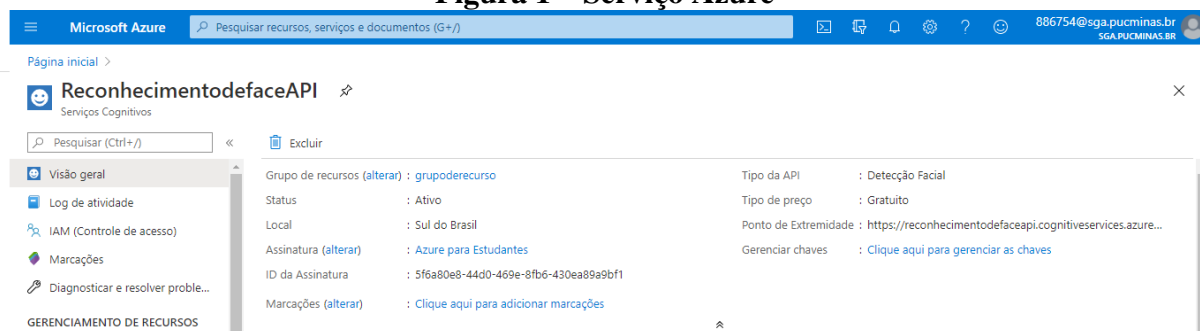 Figura 1 – Serviço Azure
Microsoft Azure
Pesquisar recursos, serviços e documentos (G+/)
886754@sga.pucminas.br
SGA.PUCMINAS.BR
Página inicial >
ReconhecimentodefaceAPI
Serviços Cognitivos
Pesquisar (Ctrl+/)
«
Excluir
Visão geral
Log de atividade
IAM (Controle de acesso)
Marcações
Diagnosticar e resolver proble...
GERENCIAMENTO DE RECURSOS
Grupo de recursos (alterar) : grupoderecurso
Status : Ativo
Local : Sul do Brasil
Assinatura (alterar) : Azure para Estudantes
ID da Assinatura : 5f6a80e8-44d0-469e-8fb6-430ea89a9bf1
Marcações (alterar) : Clique aqui para adicionar marcações
Tipo da API : Detecção Facial
Tipo de preço : Gratuito
Ponto de Extremidade : https://reconhecimentodefaceapi.cognitiveservices.azure...
Gerenciar chaves : Clique aqui para gerenciar as chaves